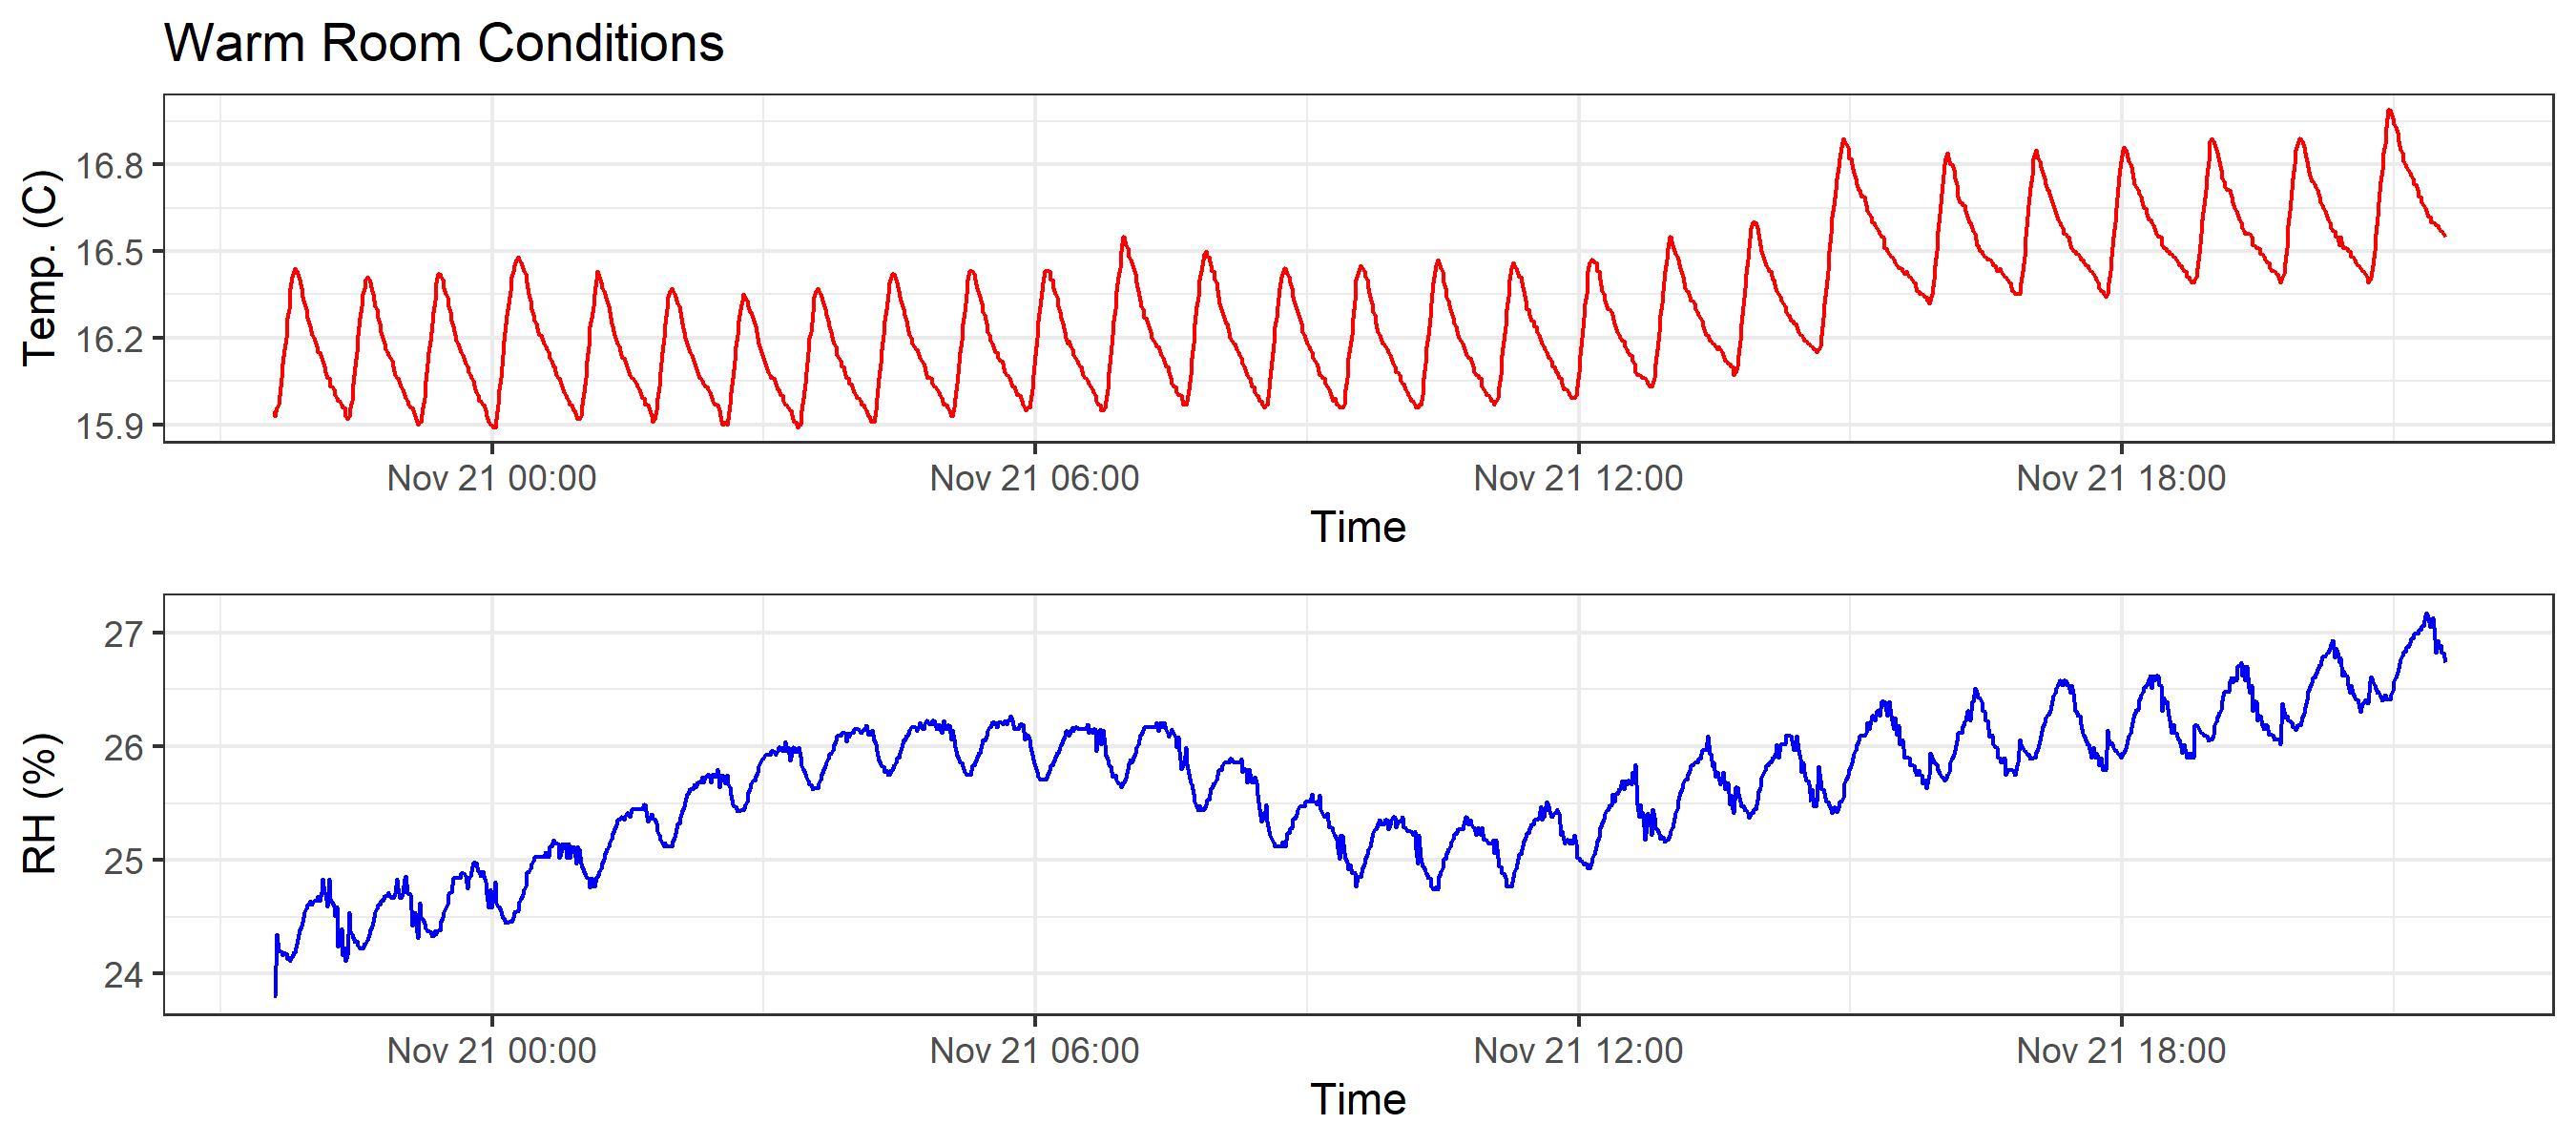 Warm Room Conditions
Temp. (C)
16.8
16.5
16.2
15.9
Nov 21 00:00 Nov 21 06:00 Nov 21 12:00 Nov 21 18:00
Time
RH (%)
27
26
25
24
Nov 21 00:00 Nov 21 06:00 Nov 21 12:00 Nov 21 18:00
Time